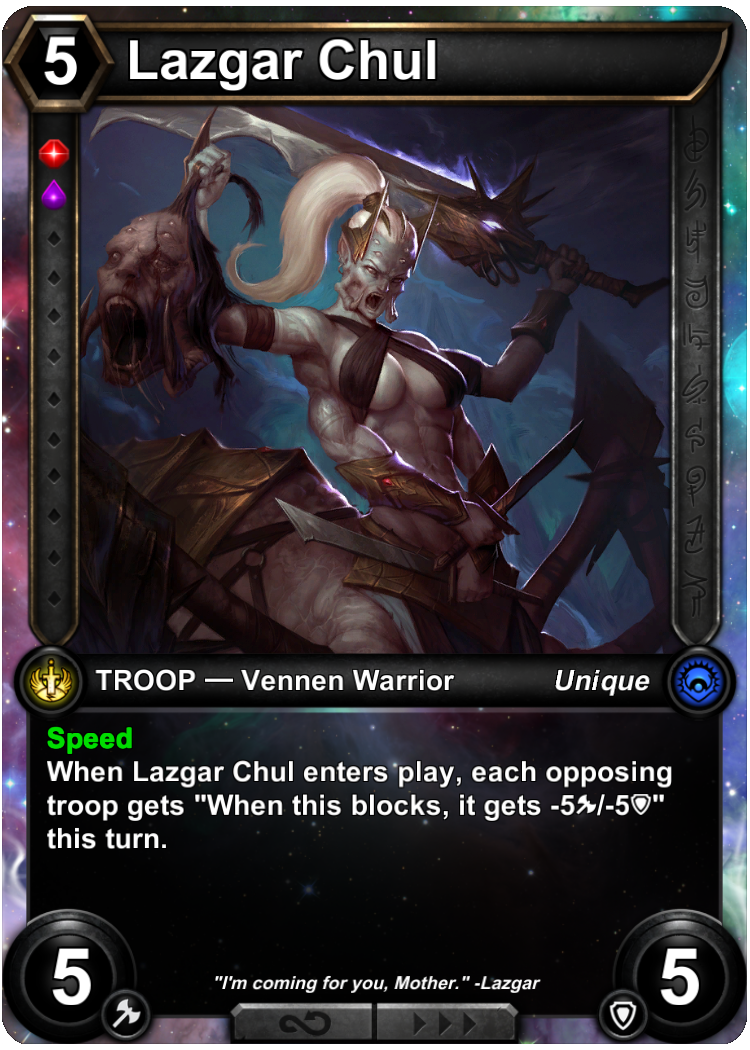 5 Lazgar Chul
TROOP — Vennen Warrior Unique
Speed
When Lazgar Chul enters play, each opposing
troop gets "When this blocks, it gets -5/-5"
this turn.
5 "I'm coming for you, Mother." -Lazgar 5